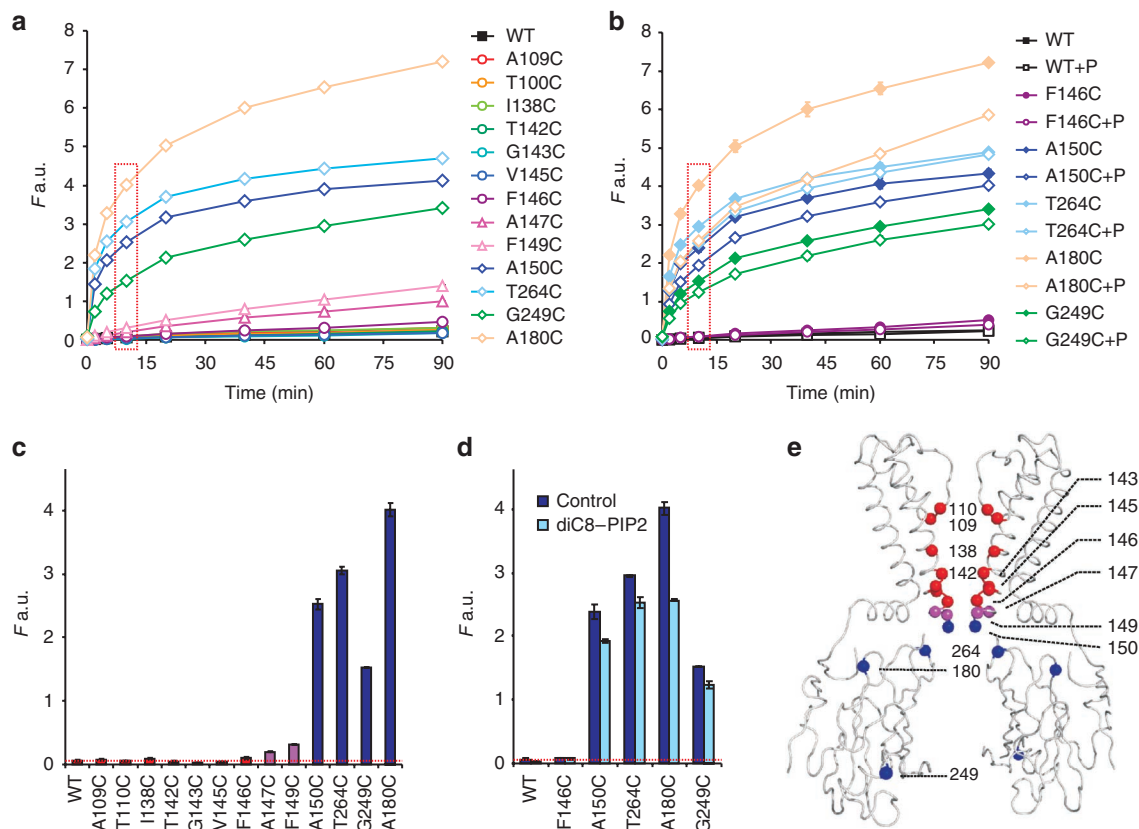 a
F a.u.
8
7
6
5
4
3
2
1
0
0
15
30
45
60
75
90
Time (min)
WT
A109C
T100C
I138C
T142C
G143C
V145C
F146C
A147C
F149C
A150C
T264C
G249C
A180C
b
F a.u.
8
7
6
5
4
3
2
1
0
0
15
30
45
60
75
90
Time (min)
WT
WT+P
F146C
F146C+P
A150C
A150C+P
T264C
T264C+P
A180C
A180C+P
G249C
G249C+P
c
F a.u.
4
3
2
1
0
WT
A109C
T110C
I138C
T142C
G143C
V145C
F146C
A147C
F149C
A150C
T264C
G249C
A180C
d
F a.u.
4
3
2
1
0
Control
diC8–PIP2
WT
F146C
A150C
T264C
A180C
G249C
e
110
109
138
142
143
145
146
147
149
150
264
180
249